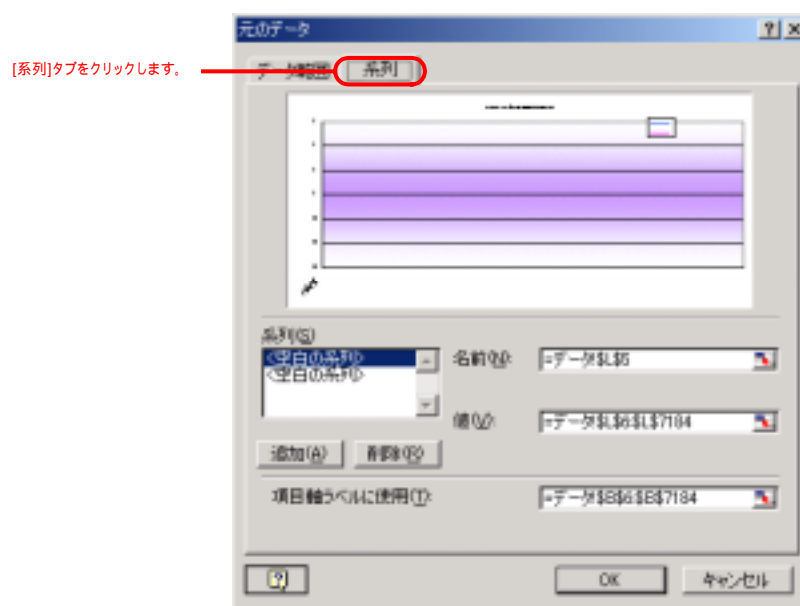 元のデータ
[系列]タブをクリックします。
データ範囲 系列
系列(S)
<空白の系列>
<空白の系列>
名前(N):
=データ!$L$5
値(V):
=データ!$L$6:$L$7184
追加(A) 削除(R)
項目軸ラベルに使用(T):
=データ!$B$6:$B$7184
OK キャンセル